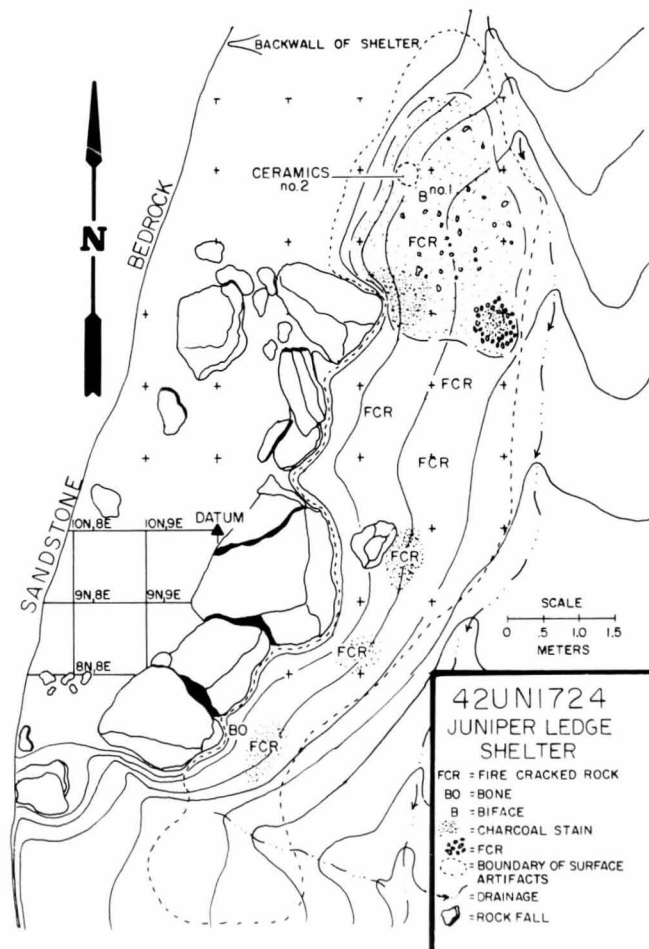 BACKWALL OF SHELTER
CERAMICS
no. 2
B no. 1
FCR
N
BEDROCK
SANDSTONE
FCR
FCR
FCR
10N, 8E
10N, 9E
DATUM
FCR
9N, 8E
9N, 9E
SCALE
0 .5 1.0 1.5
METERS
8N, 8E
FCR
BO
FCR
42UN1724
JUNIPER LEDGE
SHELTER
FCR = FIRE CRACKED ROCK
BO = BONE
B = BIFACE
= CHARCOAL STAIN
= FCR
= BOUNDARY OF SURFACE
ARTIFACTS
= DRAINAGE
= ROCK FALL